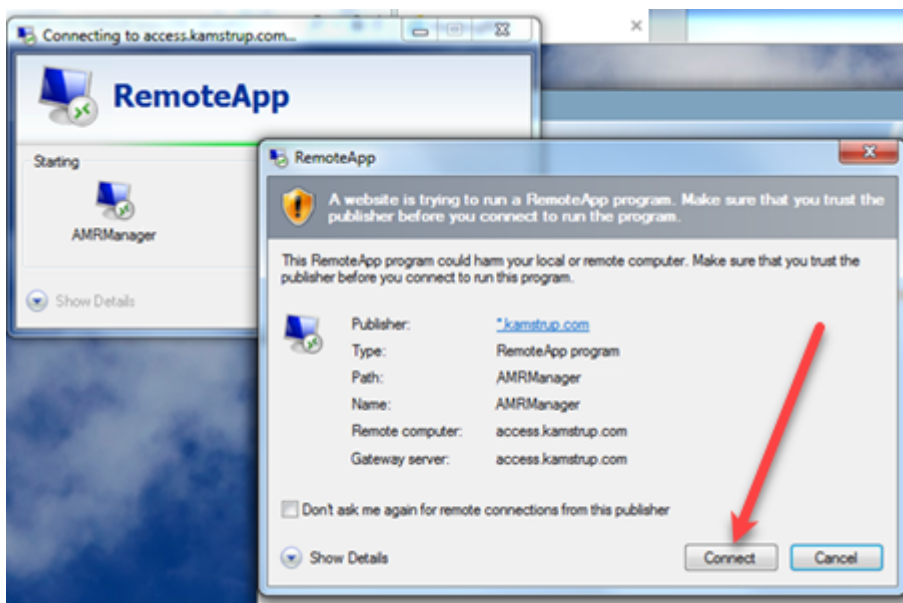 Connecting to access.kamstrup.com...
RemoteApp
Starting
AMRManager
Show Details
RemoteApp
A website is trying to run a RemoteApp program. Make sure that you trust the
publisher before you connect to run the program.
This RemoteApp program could harm your local or remote computer. Make sure that you trust the
publisher before you connect to run this program.
Publisher: *.kamstrup.com
Type: RemoteApp program
Path: AMRManager
Name: AMRManager
Remote computer: access.kamstrup.com
Gateway server: access.kamstrup.com
Don't ask me again for remote connections from this publisher
Show Details Connect Cancel